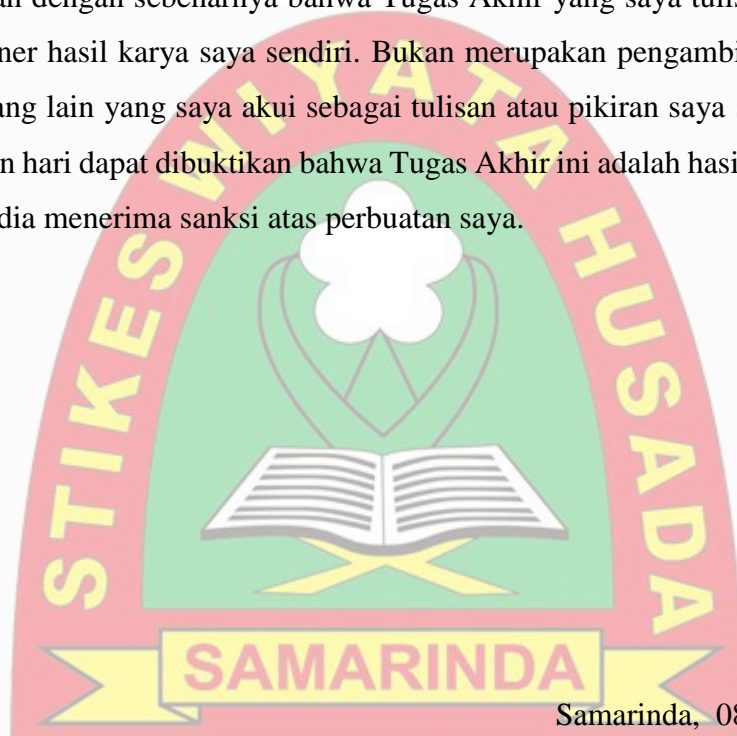 an dengan sebenarnya bahwa Tugas Akhir yang saya tulis
ner hasil karya saya sendiri. Bukan merupakan pengambi
ang lain yang saya akui sebagai tulisan atau pikiran saya
n hari dapat dibuktikan bahwa Tugas Akhir ini adalah hasi
dia menerima sanksi atas perbuatan saya.
STIKES WIYATA HUSADA
SAMARINDA
Samarinda, 08